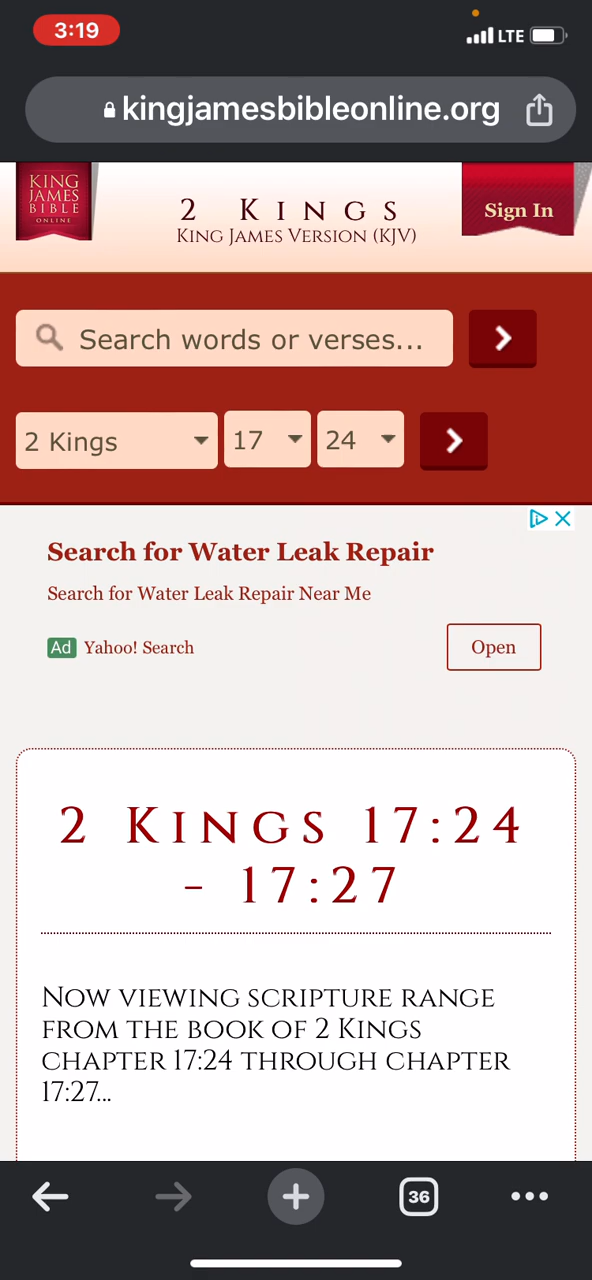 3:19
LTE
kingjamesbibleonline.org
KING
JAMES
BIBLE
ONLINE
2 KINGS
KING JAMES VERSION (KJV)
Sign In
Search words or verses...
2 Kings 17 24
Search for Water Leak Repair
Search for Water Leak Repair Near Me
Ad Yahoo! Search
Open
2 KINGS 17:24
- 17:27
NOW VIEWING SCRIPTURE RANGE
FROM THE BOOK OF 2 KINGS
CHAPTER 17:24 THROUGH CHAPTER
17:27...
36